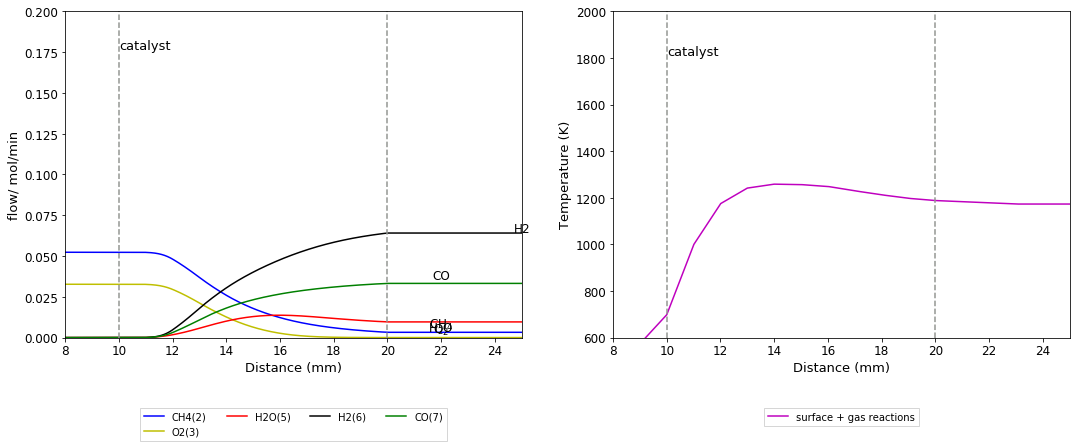 0.200
0.175
0.150
0.125
0.100
0.075
0.050
0.025
0.000
flow/ mol/min
catalyst
H2
CO
8 10 12 14 16 18 20 22 24
Distance (mm)
CH4(2) H2O(5) H2(6) CO(7)
O2(3)
2000
1800
1600
1400
1200
1000
800
600
Temperature (K)
catalyst
8 10 12 14 16 18 20 22 24
Distance (mm)
surface + gas reactions